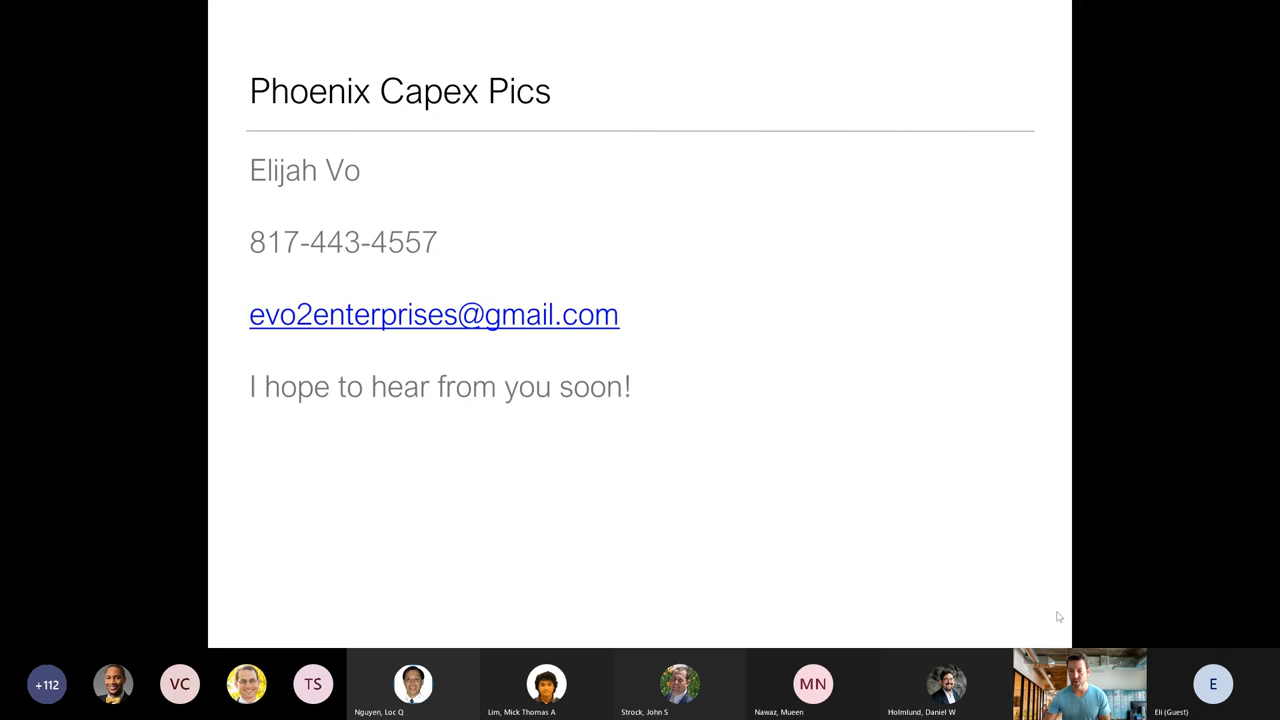 Phoenix Capex Pics
Elijah Vo
817-443-4557
evo2enterprises@gmail.com
I hope to hear from you soon!
+112
VC
TS
MN
E
Nguyen, Loc Q
Lim, Mick Thomas A
Strock, John S
Nawaz, Mueen
Holmlund, Daniel W
Eli (Guest)